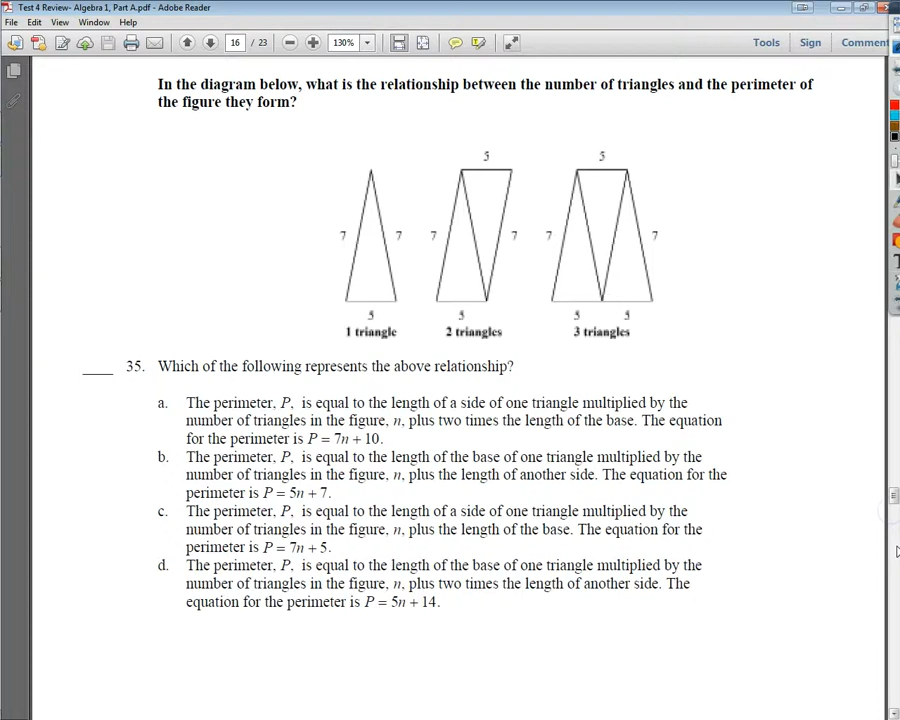 Test 4 Review- Algebra 1, Part A.pdf - Adobe Reader
File Edit View Window Help
16 / 23 130% Tools Sign Comment
In the diagram below, what is the relationship between the number of triangles and the perimeter of
the figure they form?
5 5
7 7 7 7 7 7
5 5 5 5
1 triangle 2 triangles 3 triangles
____ 35. Which of the following represents the above relationship?
a. The perimeter, P, is equal to the length of a side of one triangle multiplied by the
number of triangles in the figure, n, plus two times the length of the base. The equation
for the perimeter is P = 7n + 10.
b. The perimeter, P, is equal to the length of the base of one triangle multiplied by the
number of triangles in the figure, n, plus the length of another side. The equation for the
perimeter is P = 5n + 7.
c. The perimeter, P, is equal to the length of a side of one triangle multiplied by the
number of triangles in the figure, n, plus the length of the base. The equation for the
perimeter is P = 7n + 5.
d. The perimeter, P, is equal to the length of the base of one triangle multiplied by the
number of triangles in the figure, n, plus two times the length of another side. The
equation for the perimeter is P = 5n + 14.